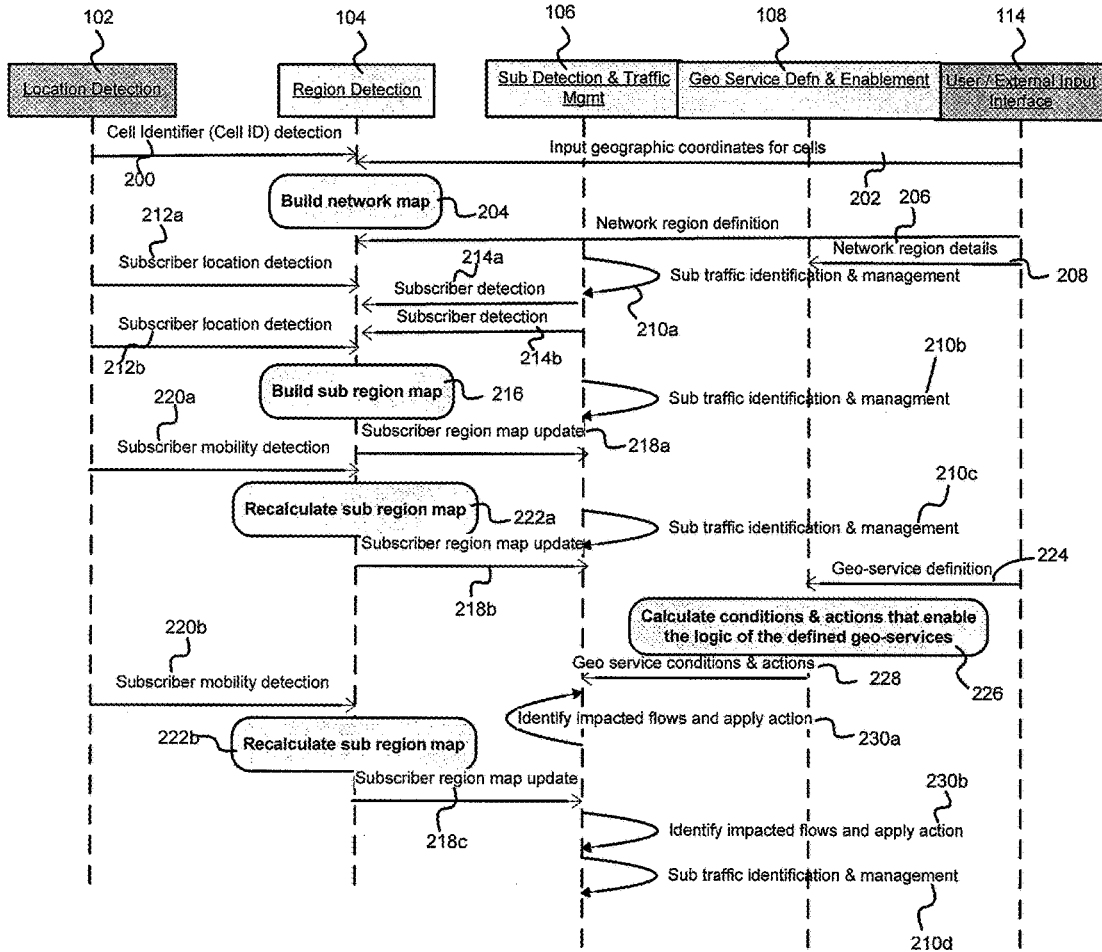 102
104
106
108
114
Location Detection
Region Detection
Sub Detection & Traffic
Mgmt
Geo Service Defn & Enablement
User / External Input
Interface
Cell Identifier (Cell ID) detection
200
Input geographic coordinates for cells
202
Build network map
204
206
Network region definition
212a
Network region details
208
Subscriber location detection
214a
Sub traffic identification & management
Subscriber detection
210a
Subscriber location detection
Subscriber detection
212b
214b
210b
Build sub region map
216
Sub traffic identification & managment
220a
Subscriber region map update
218a
Subscriber mobility detection
210c
Recalculate sub region map
222a
Sub traffic identification & management
Subscriber region map update
218b
Geo-service definition
224
Calculate conditions & actions that enable
the logic of the defined geo-services
226
220b
Geo service conditions & actions
228
Subscriber mobility detection
Identify impacted flows and apply action
230a
222b
Recalculate sub region map
Subscriber region map update
218c
230b
Identify impacted flows and apply action
Sub traffic identification & management
210d